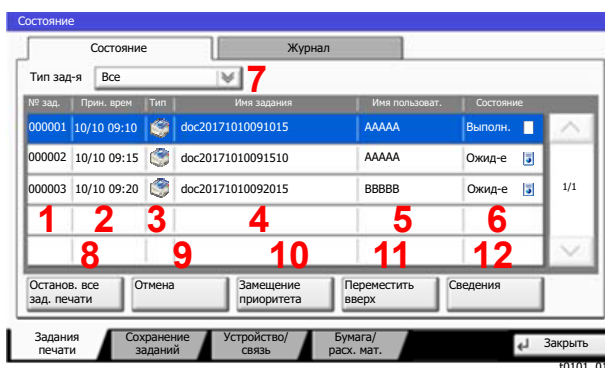 Состояние
Состояние Журнал
Тип зад-я Все 7
№ зад. Прин. врем Тип Имя задания Имя пользоват. Состояние
000001 10/10 09:10 doc20171010091015 AAAAA Выполн.
000002 10/10 09:15 doc20171010091510 AAAAA Ожид-е
000003 10/10 09:20 doc20171010092015 BBBBB Ожид-е 1/1
1 2 3 4 5 6
8 9 10 11 12
Останов. все зад. печати
Отмена
Замещение приоритета
Переместить вверх
Сведения
Задания печати
Сохранение заданий
Устройство/ связь
Бумага/ расх. мат.
Закрыть